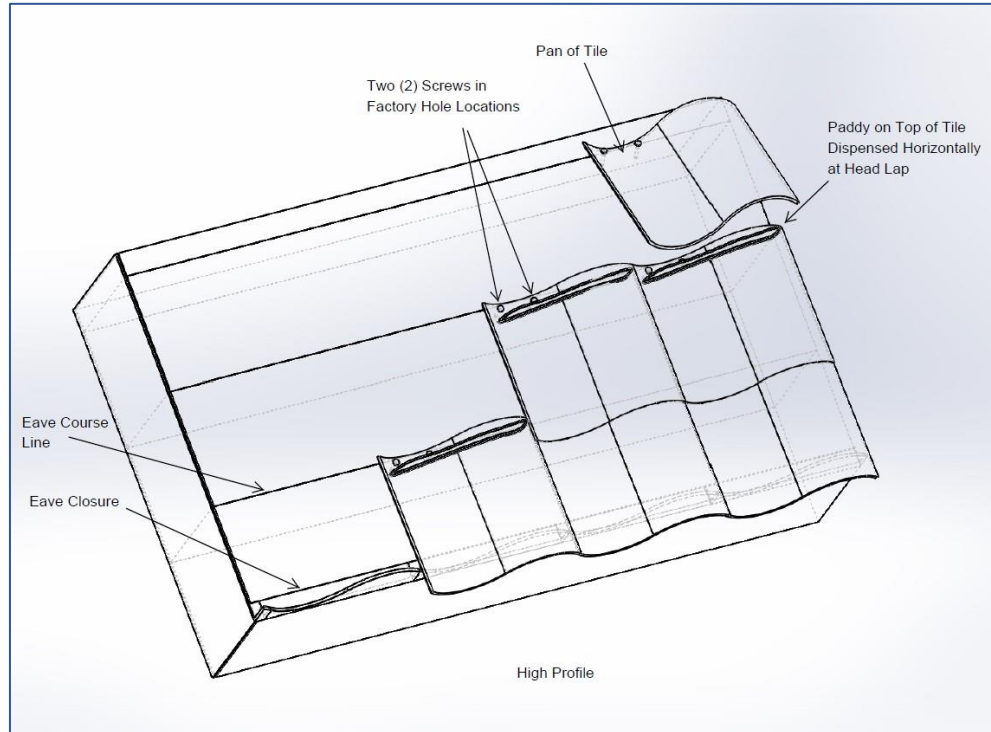 Pan of Tile
Two (2) Screws in
Factory Hole Locations
Paddy on Top of Tile
Dispensed Horizontally
at Head Lap
Eave Course
Line
Eave Closure
High Profile